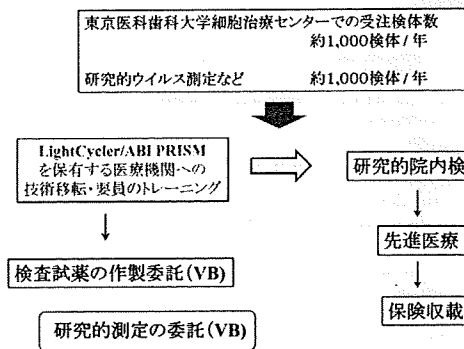 東京医科歯科大学細胞治療センターでの受注検体数
約1,000検体/年
研究的ウイルス測定など 約1,000検体/年
LightCycler/ABI PRISM
を保有する医療機関への
技術移転・要員のトレーニング
研究的院内検
先進医療
検査試薬の作製委託(VB)
保険収載
研究的測定の委託(VB)